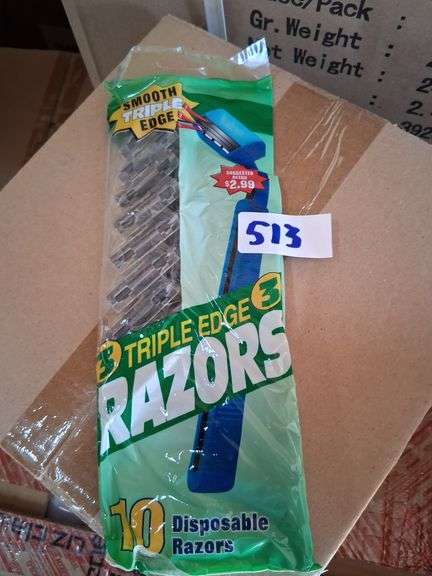 Gr.Weight :
Net Weight :
SMOOTH
TRIPLE
EDGE!
SUGGESTED
RETAIL
$2.99
513
3 TRIPLE EDGE 3
RAZORS
10 Disposable
Razors